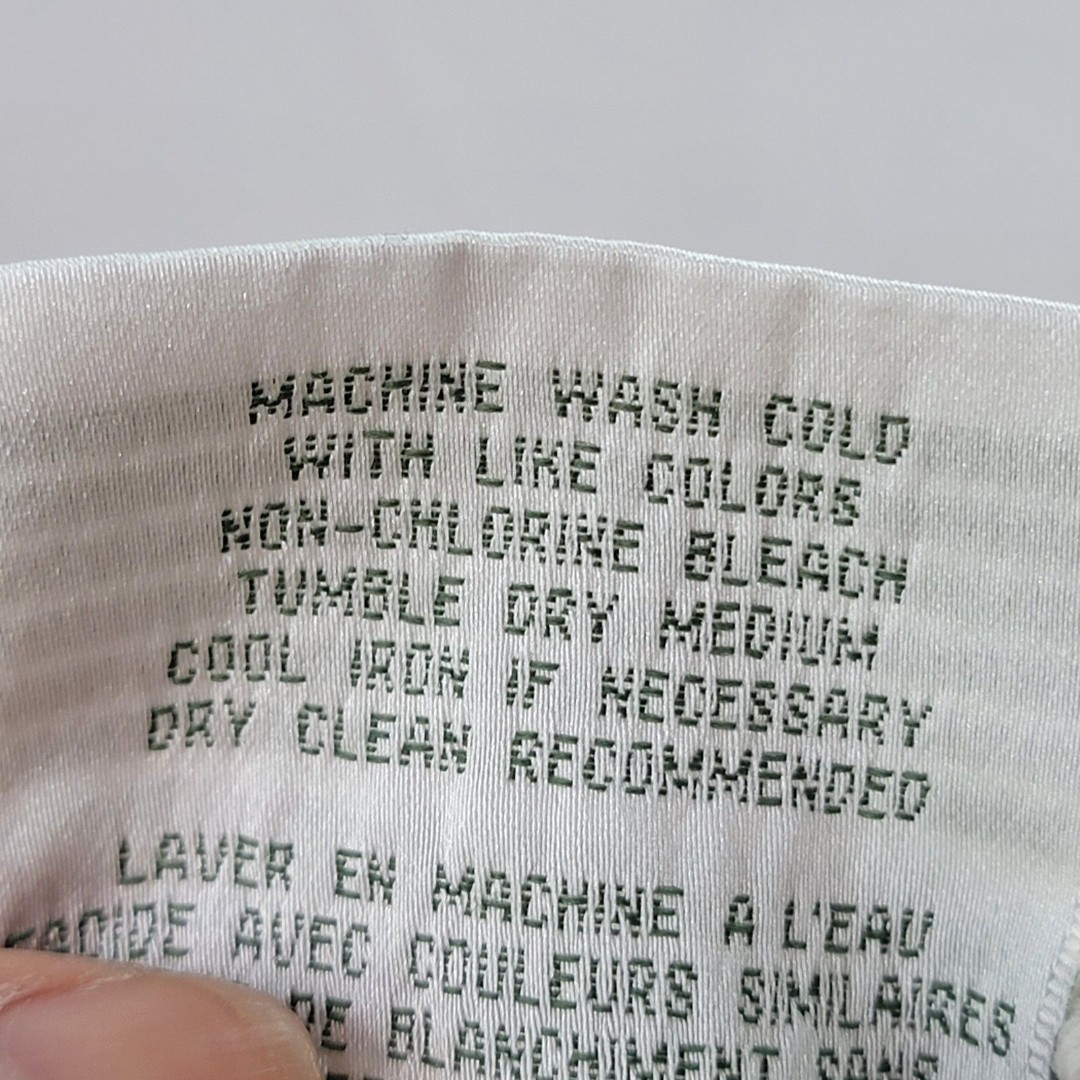 MACHINE WASH COLD
WITH LIKE COLORS
NON-CHLORINE BLEACH
TUMBLE DRY MEDIUM
COOL IRON IF NECESSARY
DRY CLEAN RECOMMENDED
LAVER EN MACHINE A L'EAU
FROIDE AVEC COULEURS SIMILAIRES
DE BLANCHIMENT SANS